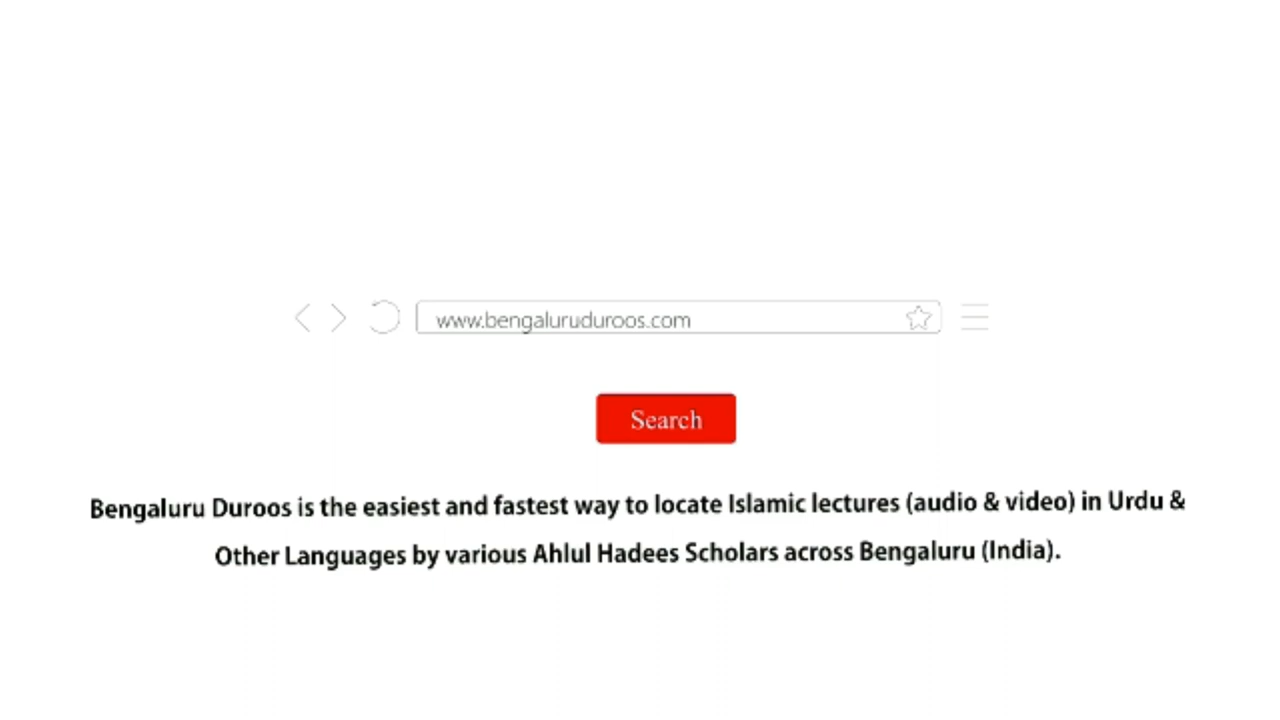 www.bengaluruduroos.com
Search
Bengaluru Duroos is the easiest and fastest way to locate Islamic lectures (audio & video) in Urdu &
Other Languages by various Ahlul Hadees Scholars across Bengaluru (India).